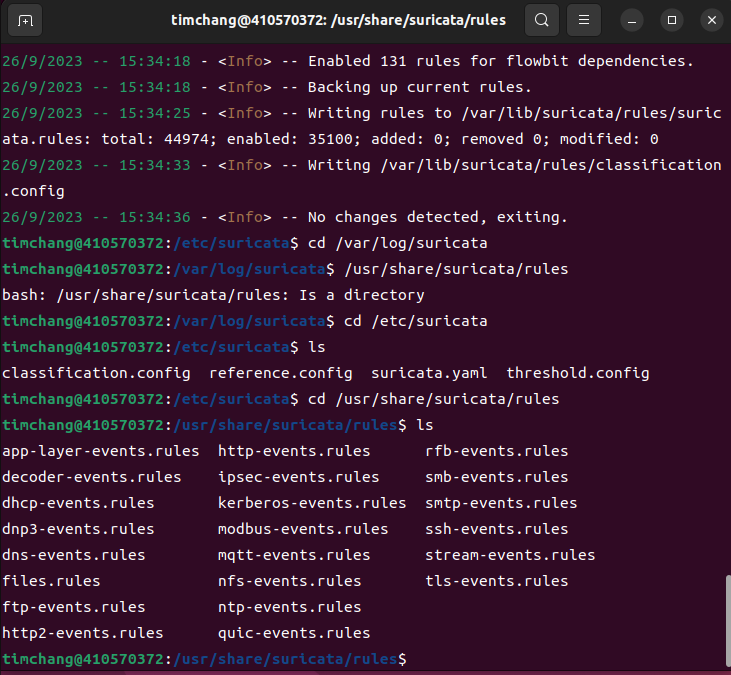 timchang@410570372: /usr/share/suricata/rules
26/9/2023 -- 15:34:18 - <Info> -- Enabled 131 rules for flowbit dependencies.
26/9/2023 -- 15:34:18 - <Info> -- Backing up current rules.
26/9/2023 -- 15:34:25 - <Info> -- Writing rules to /var/lib/suricata/rules/suric
ata.rules: total: 44974; enabled: 35100; added: 0; removed 0; modified: 0
26/9/2023 -- 15:34:33 - <Info> -- Writing /var/lib/suricata/rules/classification
.config
26/9/2023 -- 15:34:36 - <Info> -- No changes detected, exiting.
timchang@410570372:/etc/suricata$ cd /var/log/suricata
timchang@410570372:/var/log/suricata$ /usr/share/suricata/rules
bash: /usr/share/suricata/rules: Is a directory
timchang@410570372:/var/log/suricata$ cd /etc/suricata
timchang@410570372:/etc/suricata$ ls
classification.config  reference.config  suricata.yaml  threshold.config
timchang@410570372:/etc/suricata$ cd /usr/share/suricata/rules
timchang@410570372:/usr/share/suricata/rules$ ls
app-layer-events.rules  http-events.rules      rfb-events.rules
decoder-events.rules    ipsec-events.rules     smb-events.rules
dhcp-events.rules       kerberos-events.rules  smtp-events.rules
dnp3-events.rules       modbus-events.rules    ssh-events.rules
dns-events.rules        mqtt-events.rules      stream-events.rules
files.rules             nfs-events.rules       tls-events.rules
ftp-events.rules        ntp-events.rules
http2-events.rules      quic-events.rules
timchang@410570372:/usr/share/suricata/rules$